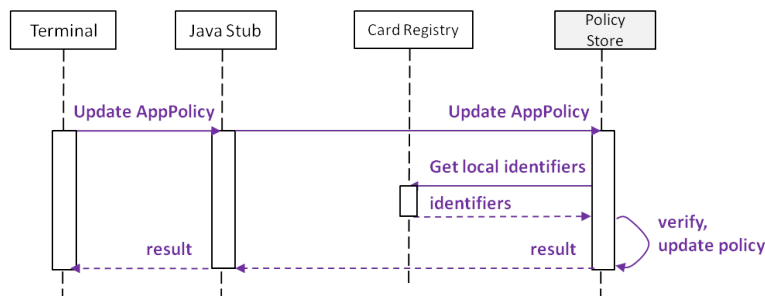 Terminal
Java Stub
Card Registry
Policy
Store
Update AppPolicy
Update AppPolicy
Get local identifiers
identifiers
verify,
update policy
result
result